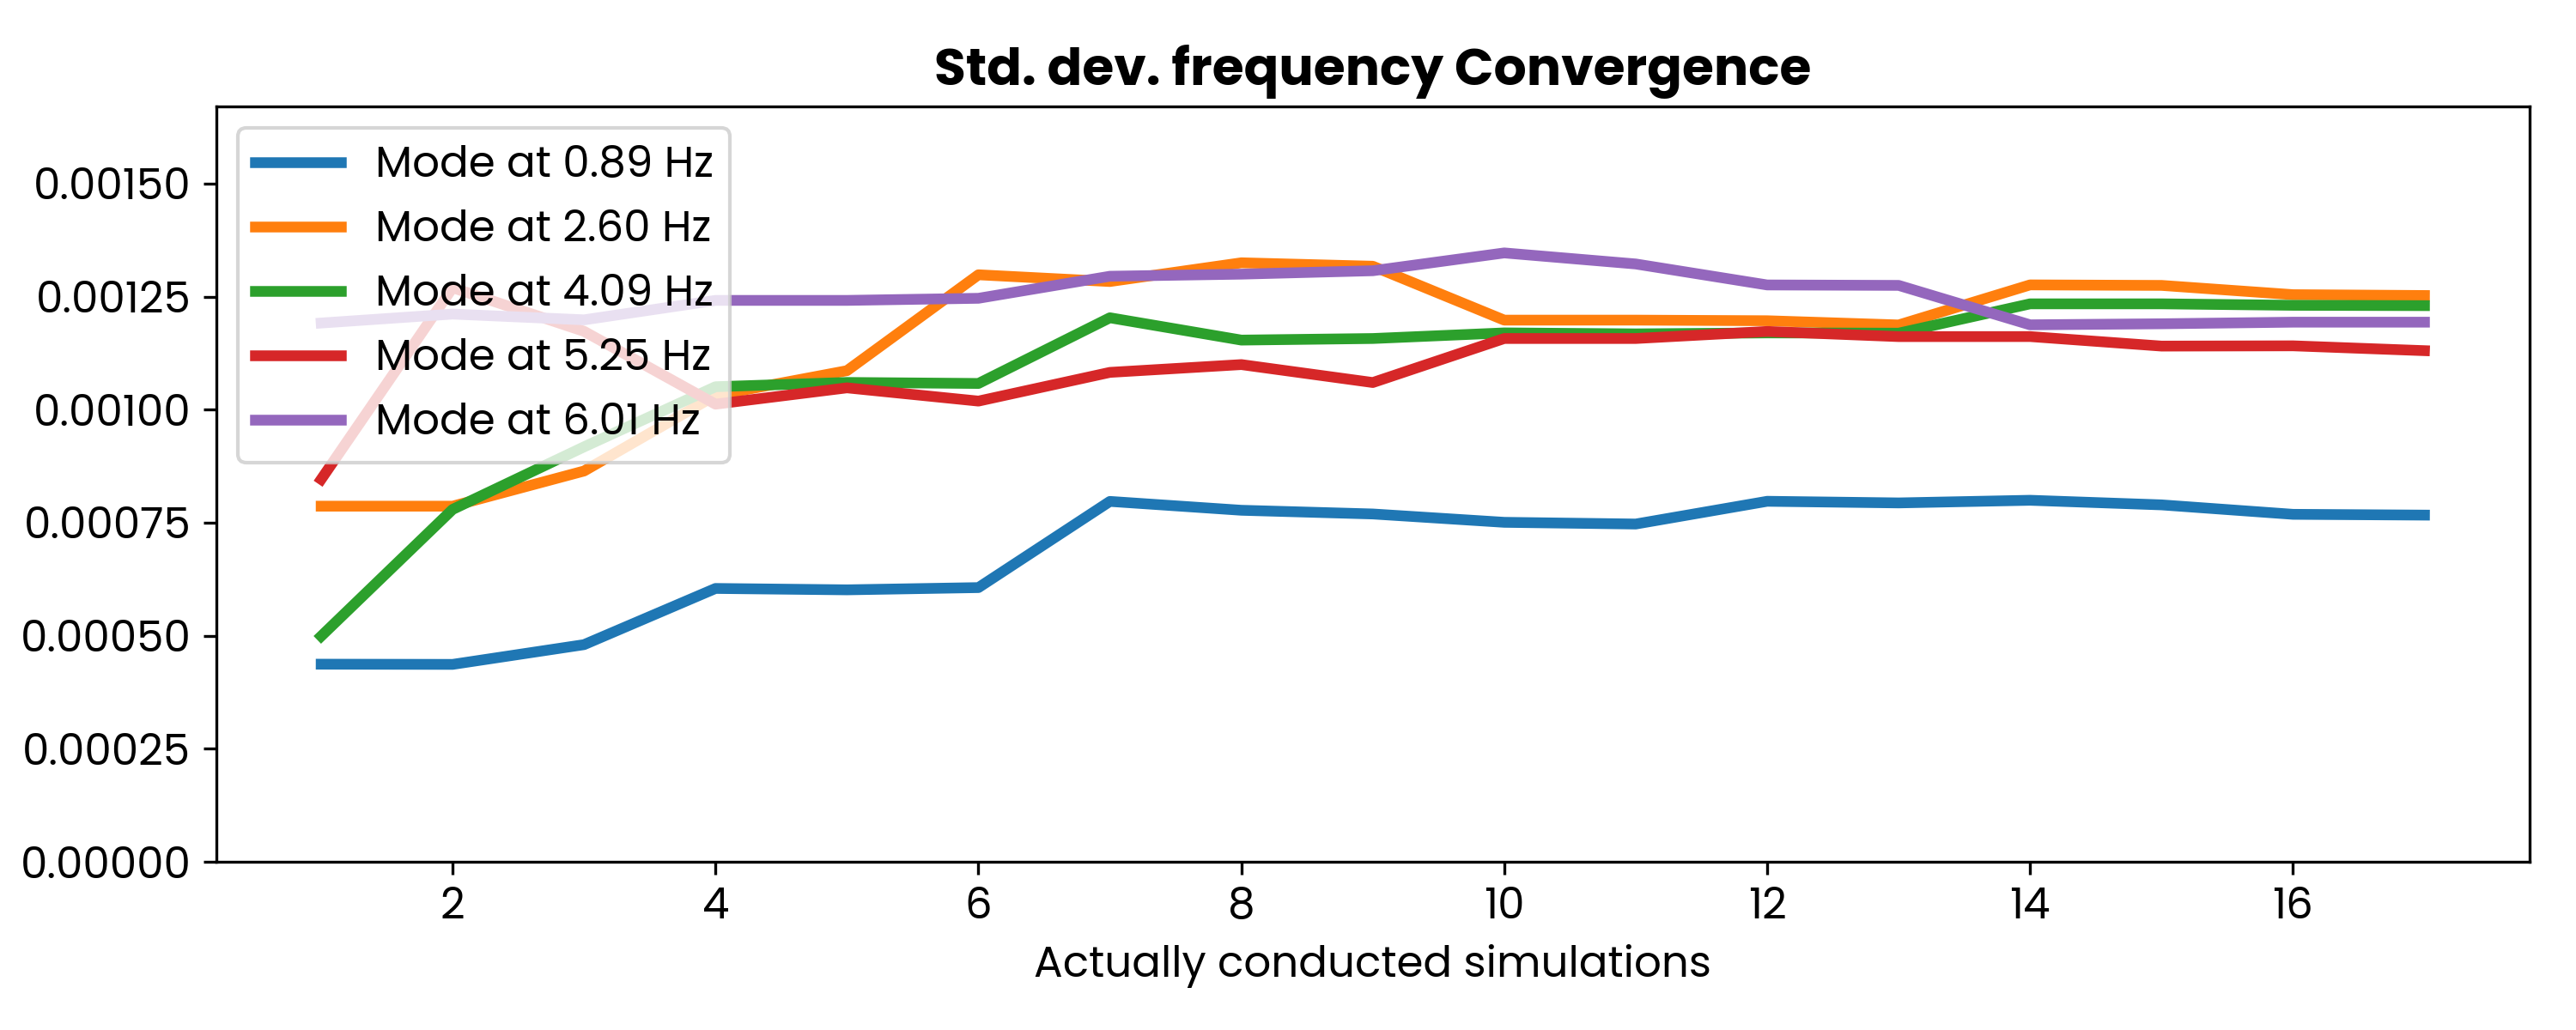 Std. dev. frequency Convergence
Mode at 0.89 Hz
Mode at 2.60 Hz
Mode at 4.09 Hz
Mode at 5.25 Hz
Mode at 6.01 Hz
0.00150
0.00125
0.00100
0.00075
0.00050
0.00025
0.00000
2 4 6 8 10 12 14 16
Actually conducted simulations